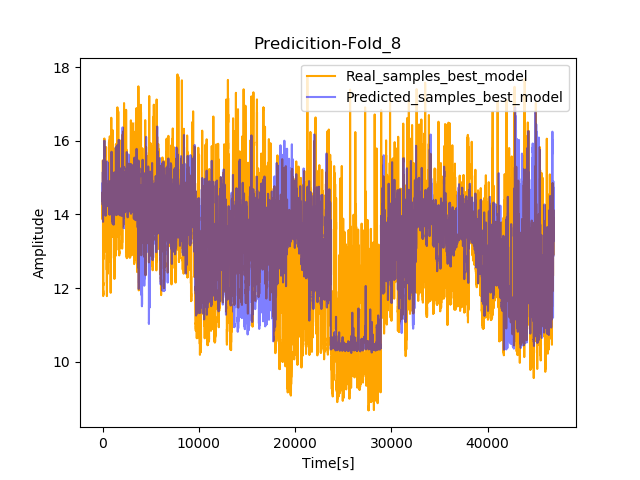 Predicition-Fold_8
Real_samples_best_model
Predicted_samples_best_model
18
16
14
12
10
Amplitude
0
10000
20000
30000
40000
Time[s]